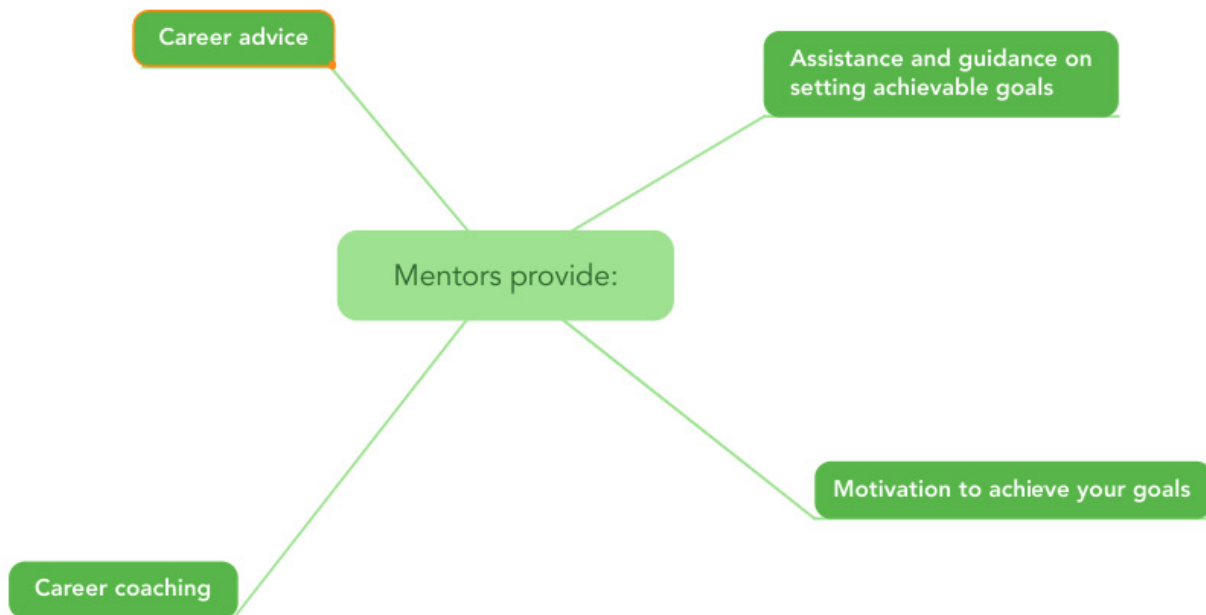 Career advice
Assistance and guidance on
setting achievable goals
Mentors provide:
Motivation to achieve your goals
Career coaching